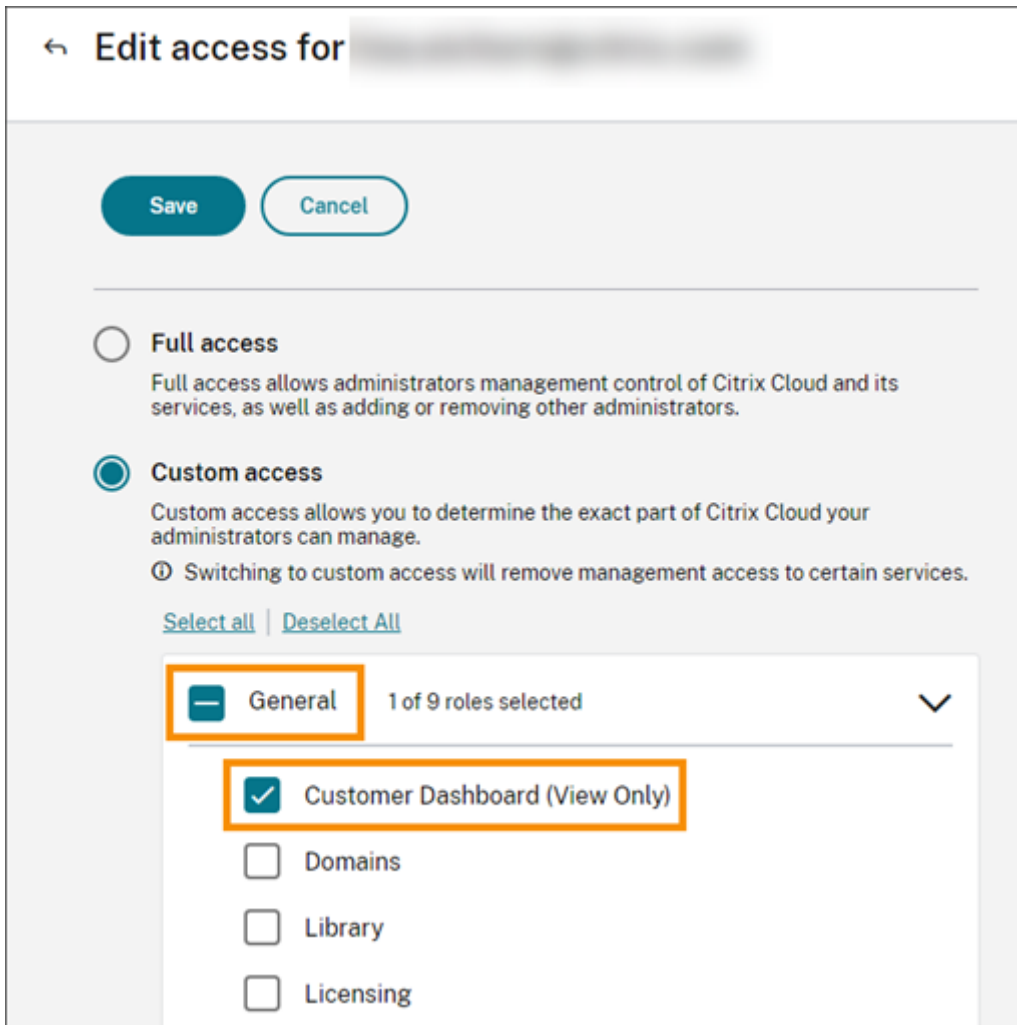 Edit access for
Save
Cancel
Full access
Full access allows administrators management control of Citrix Cloud and its
services, as well as adding or removing other administrators.
Custom access
Custom access allows you to determine the exact part of Citrix Cloud your
administrators can manage.
Switching to custom access will remove management access to certain services.
Select all | Deselect All
General 1 of 9 roles selected
Customer Dashboard (View Only)
Domains
Library
Licensing